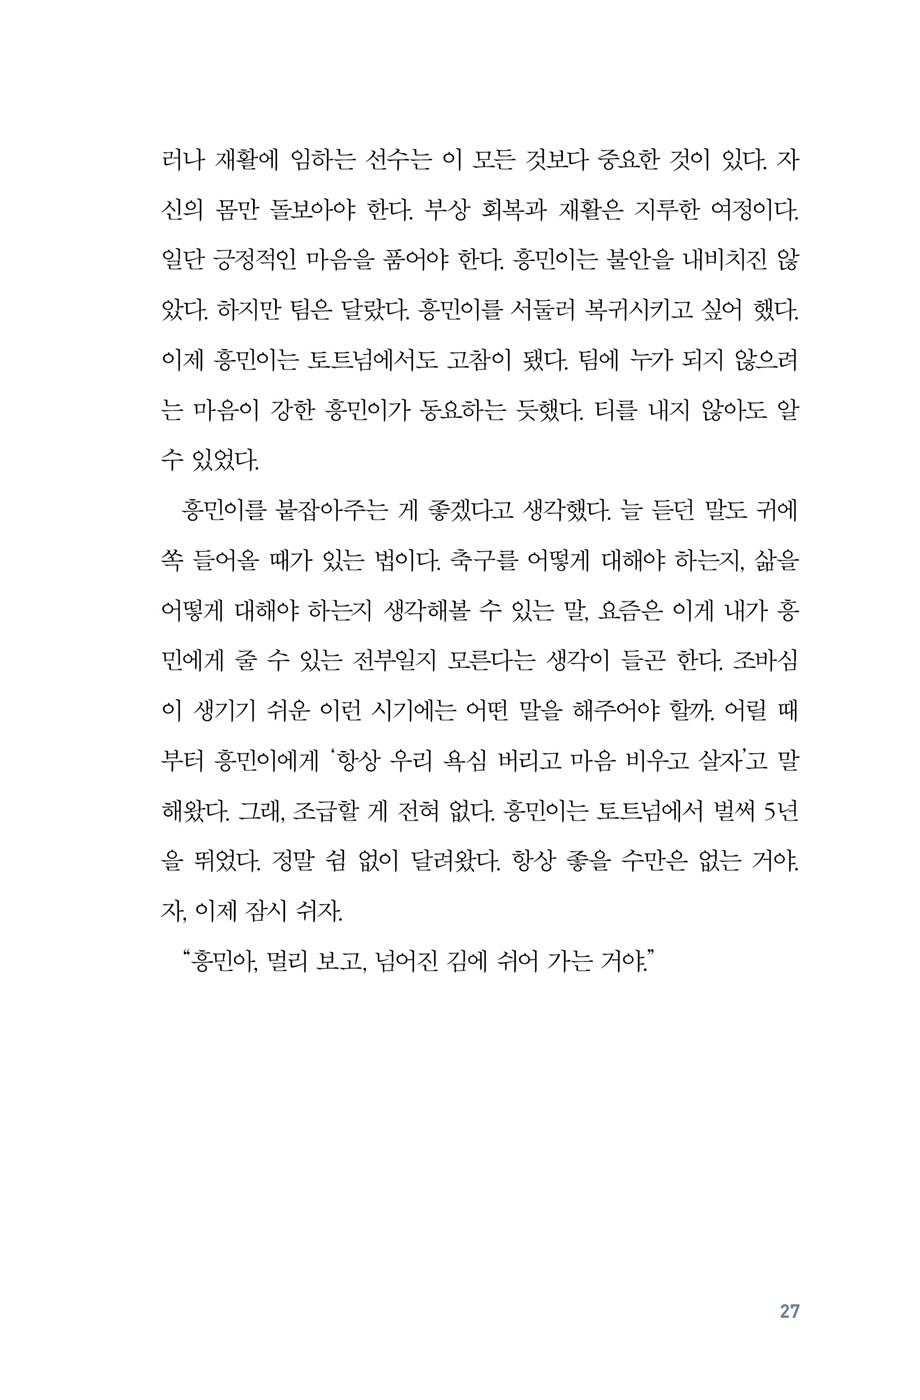 러나 재활에 임하는 선수는 이 모든 것보다 중요한 것이 있다. 자
신의 몸만 돌보아야 한다. 부상 회복과 재활은 지루한 여정이다.
일단 긍정적인 마음을 품어야 한다. 흥민이는 불안을 내비치진 않
았다. 하지만 팀은 달랐다. 흥민이를 서둘러 복귀시키고 싶어 했다.
이제 흥민이는 토트넘에서도 고참이 됐다. 팀에 누가 되지 않으려
는 마음이 강한 흥민이가 동요하는 듯했다. 티를 내지 않아도 알
수 있었다.
흥민이를 붙잡아주는 게 좋겠다고 생각했다. 늘 듣던 말도 귀에
쏙 들어올 때가 있는 법이다. 축구를 어떻게 대해야 하는지, 삶을
어떻게 대해야 하는지 생각해볼 수 있는 말, 요즘은 이게 내가 흥
민에게 줄 수 있는 전부일지 모른다는 생각이 들곤 한다. 조바심
이 생기기 쉬운 이런 시기에는 어떤 말을 해주어야 할까. 어릴 때
부터 흥민이에게 ‘항상 우리 욕심 버리고 마음 비우고 살자’고 말
해왔다. 그래, 조급할 게 전혀 없다. 흥민이는 토트넘에서 벌써 5년
을 뛰었다. 정말 쉼 없이 달려왔다. 항상 좋을 수만은 없는 거야.
자, 이제 잠시 쉬자.
“흥민아, 멀리 보고, 넘어진 김에 쉬어 가는 거야.”
27